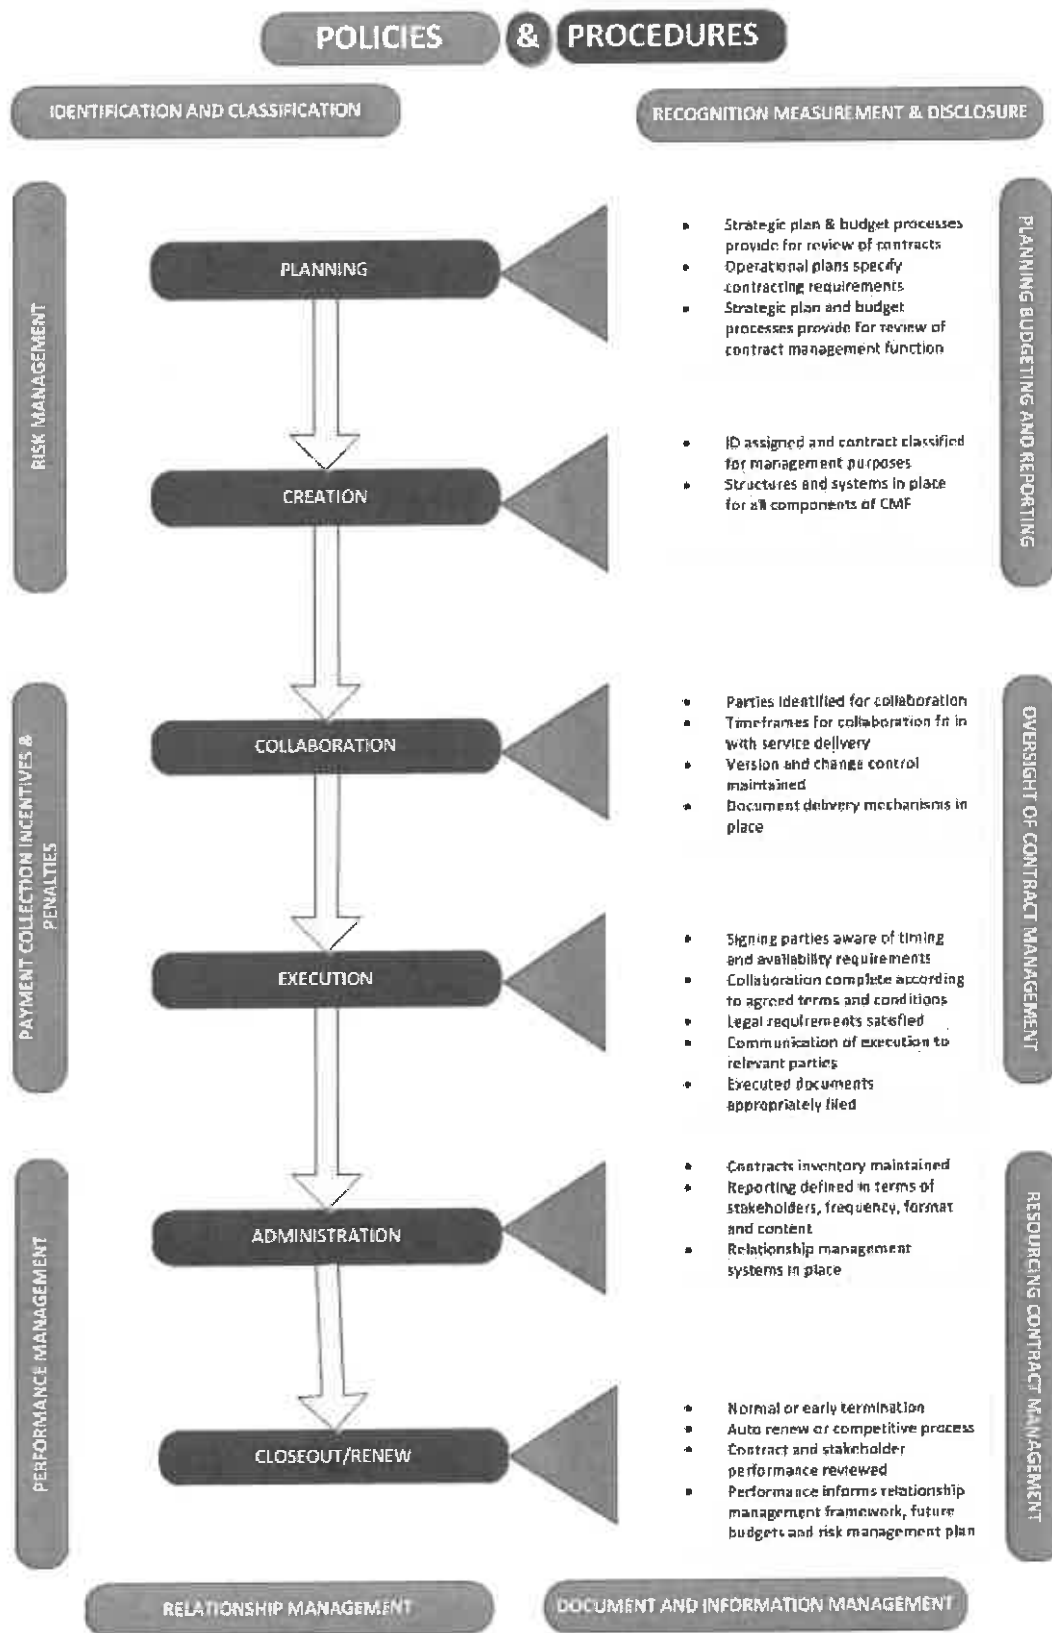 POLICIES & PROCEDURES
IDENTIFICATION AND CLASSIFICATION
RECOGNITION MEASUREMENT & DISCLOSURE
RISK MANAGEMENT
PLANNING BUDGETING AND REPORTING
PLANNING
• Strategic plan & budget processes
provide for review of contracts
• Operational plans specify
contracting requirements
• Strategic plan and budget
processes provide for review of
contract management function
CREATION
• ID assigned and contract classified
for management purposes
• Structures and systems in place
for all components of CMF
PAYMENT COLLECTION INCENTIVES &
PENALTIES
OVERSIGHT OF CONTRACT MANAGEMENT
COLLABORATION
• Parties identified for collaboration
• Timeframes for collaboration fit in
with service delivery
• Version and change control
maintained
• Document delivery mechanisms in
place
EXECUTION
• Signing parties aware of timing
and availability requirements
• Collaboration complete according
to agreed terms and conditions
• Legal requirements satisfied
• Communication of execution to
relevant parties
• Executed documents
appropriately filed
PERFORMANCE MANAGEMENT
RESOURCING CONTRACT MANAGEMENT
ADMINISTRATION
• Contracts inventory maintained
• Reporting defined in terms of
stakeholders, frequency, format
and content
• Relationship management
systems in place
CLOSEOUT/RENEW
• Normal or early termination
• Auto renew or competitive process
• Contract and stakeholder
performance reviewed
• Performance informs relationship
management framework, future
budgets and risk management plan
RELATIONSHIP MANAGEMENT
DOCUMENT AND INFORMATION MANAGEMENT